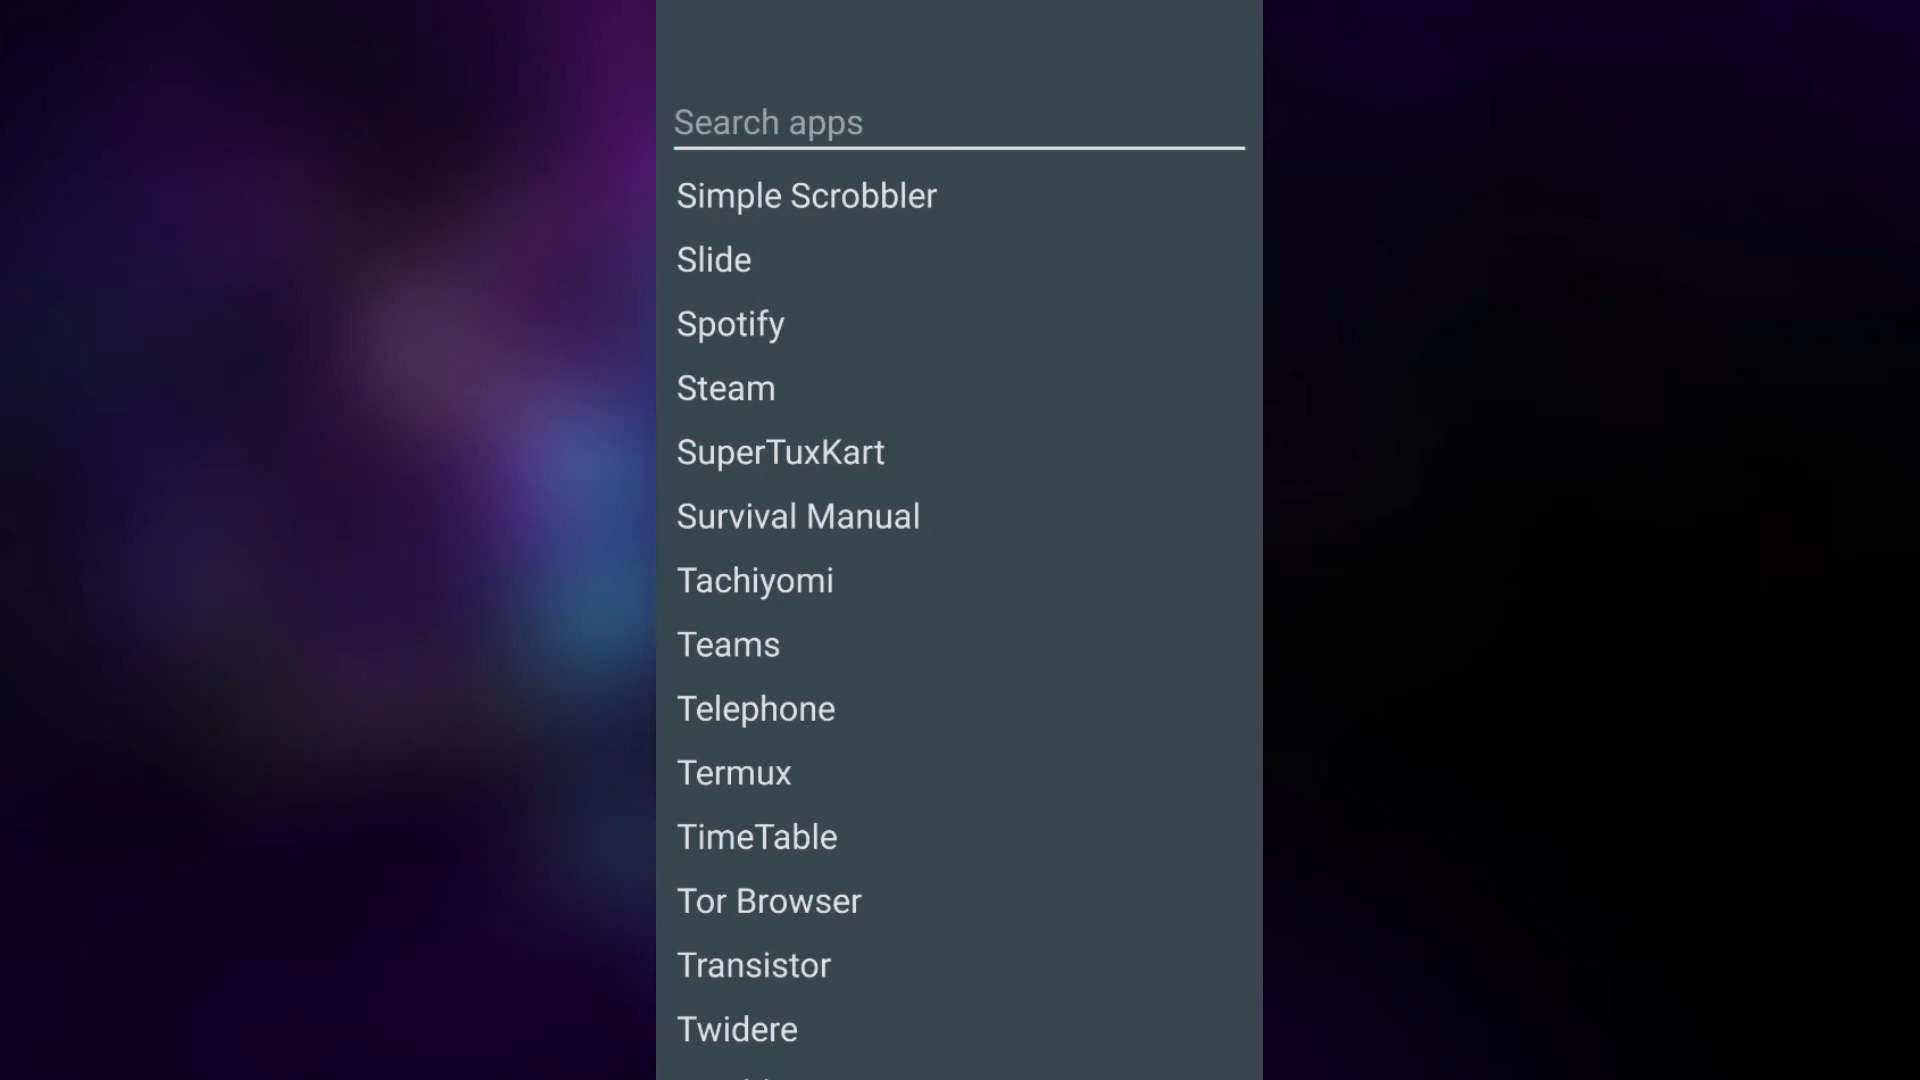 Search apps
Simple Scrobbler
Slide
Spotify
Steam
SuperTuxKart
Survival Manual
Tachiyomi
Teams
Telephone
Termux
TimeTable
Tor Browser
Transistor
Twidere